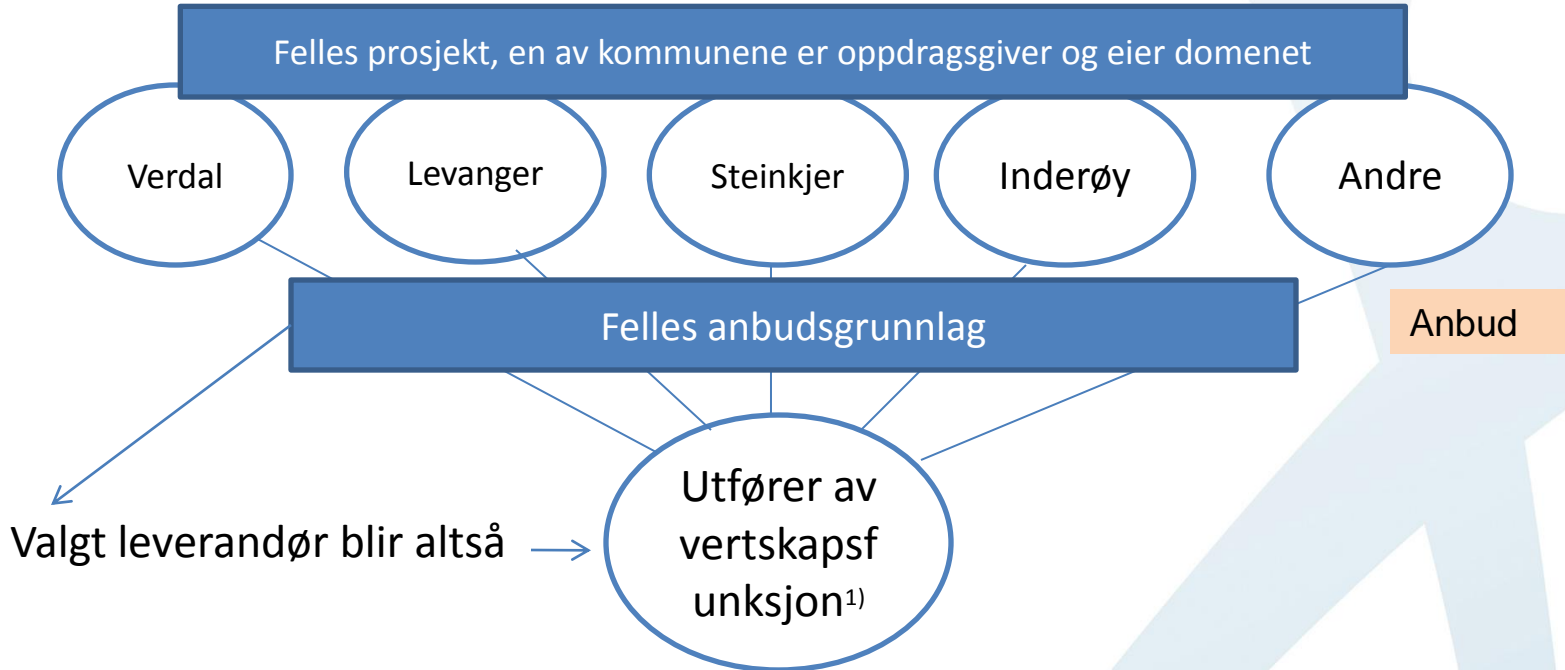 Felles prosjekt, en av kommunene er oppdragsgiver og eier domenet
Verdal
Levanger
Steinkjer
Inderøy
Andre
Felles anbudsgrunnlag
Anbud
Valgt leverandør blir altså
Utfører av
vertskapsf
unksjon1)